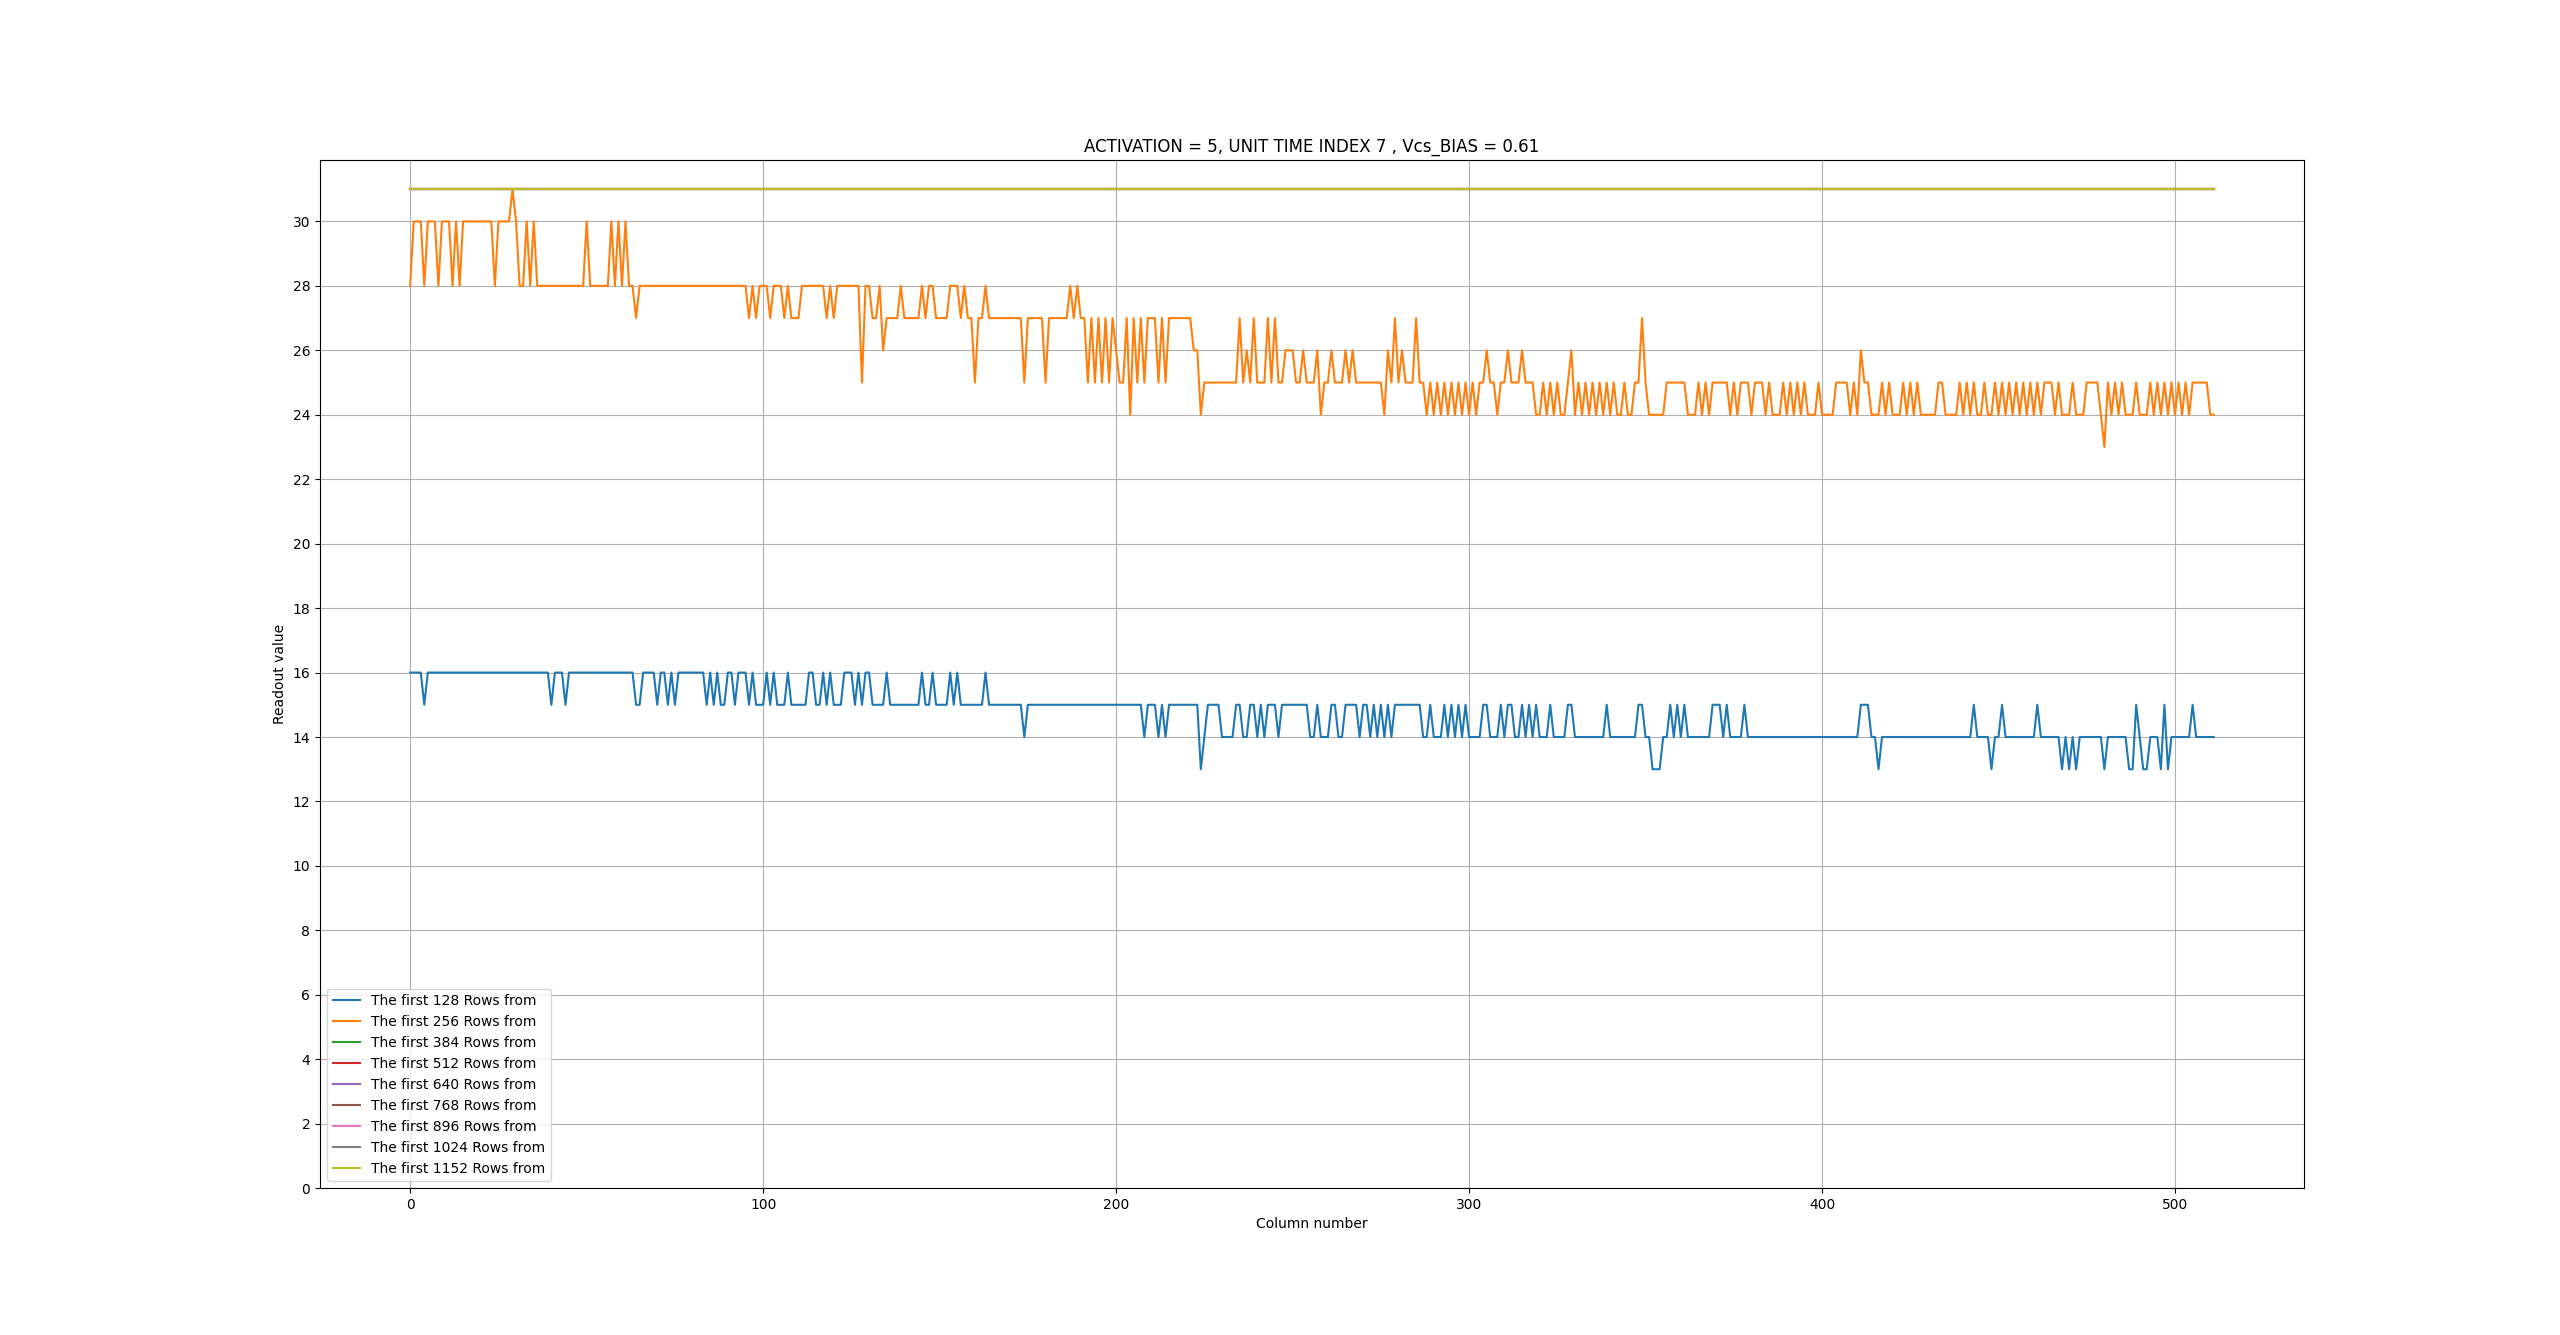 ACTIVATION = 5, UNIT TIME INDEX 7 , Vcs_BIAS = 0.61
30
28
26
24
22
20
18
16
14
12
10
8
6
4
2
0
Readout value
The first 128 Rows from
The first 256 Rows from
The first 384 Rows from
The first 512 Rows from
The first 640 Rows from
The first 768 Rows from
The first 896 Rows from
The first 1024 Rows from
The first 1152 Rows from
0 100 200 300 400 500
Column number